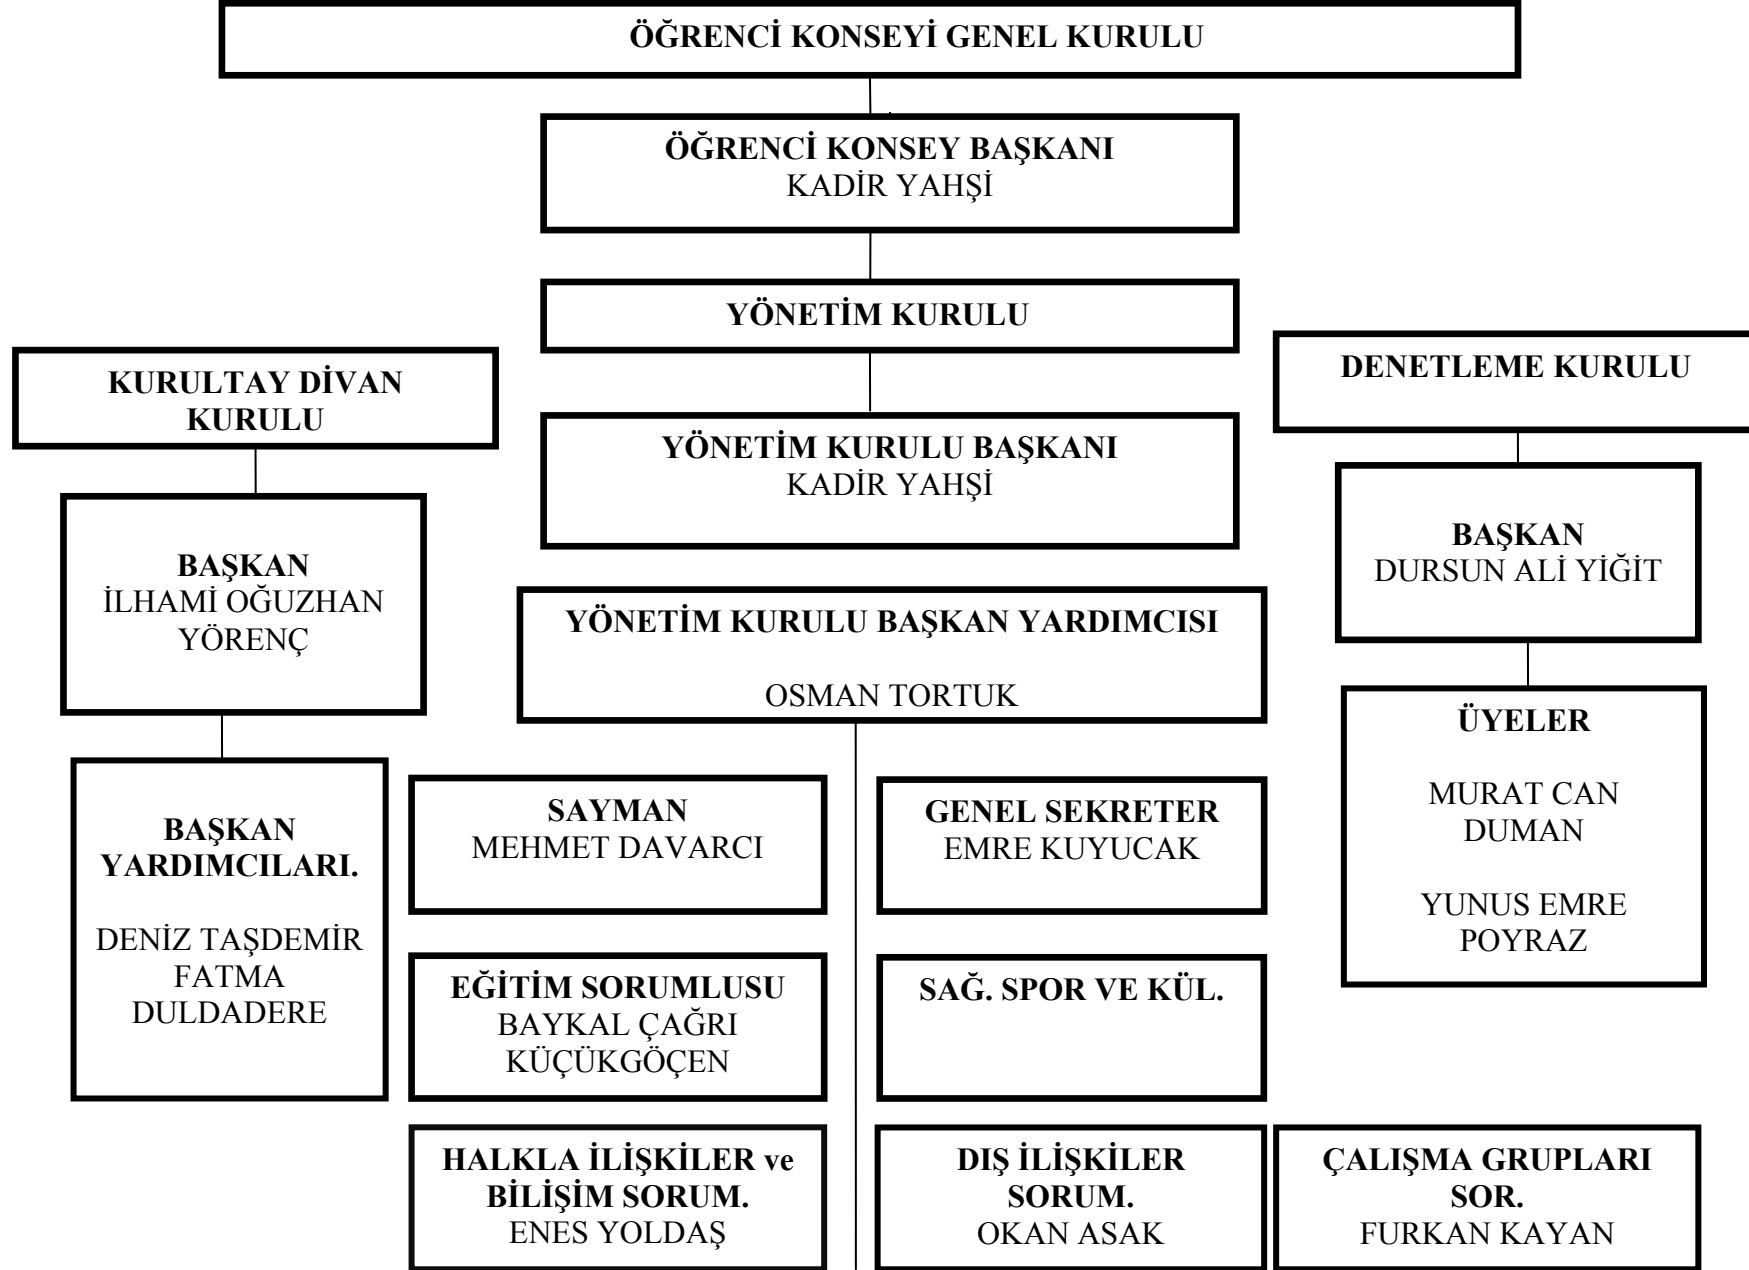 ÖĞRENCİ KONSEYİ GENEL KURULU
ÖĞRENCİ KONSEY BAŞKANI
KADİR YAHŞİ
YÖNETİM KURULU
KURULTAY DİVAN
KURULU
DENETLEME KURULU
YÖNETİM KURULU BAŞKANI
KADİR YAHŞİ
BAŞKAN
İLHAMİ OĞUZHAN
YÖRENÇ
BAŞKAN
DURSUN ALİ YİĞİT
YÖNETİM KURULU BAŞKAN YARDIMCISI
OSMAN TORTUK
ÜYELER
MURAT CAN
DUMAN
YUNUS EMRE
POYRAZ
BAŞKAN
YARDIMCILARI.
DENİZ TAŞDEMİR
FATMA
DULDADERE
SAYMAN
MEHMET DAVARCI
GENEL SEKRETER
EMRE KUYUCAK
EĞİTİM SORUMLUSU
BAYKAL ÇAĞRI
KÜÇÜKGÖÇEN
SAĞ. SPOR VE KÜL.
HALKLA İLİŞKİLER ve
BİLİŞİM SORUM.
ENES YOLDAŞ
DIŞ İLİŞKİLER
SORUM.
OKAN ASAK
ÇALIŞMA GRUPLARI
SOR.
FURKAN KAYAN